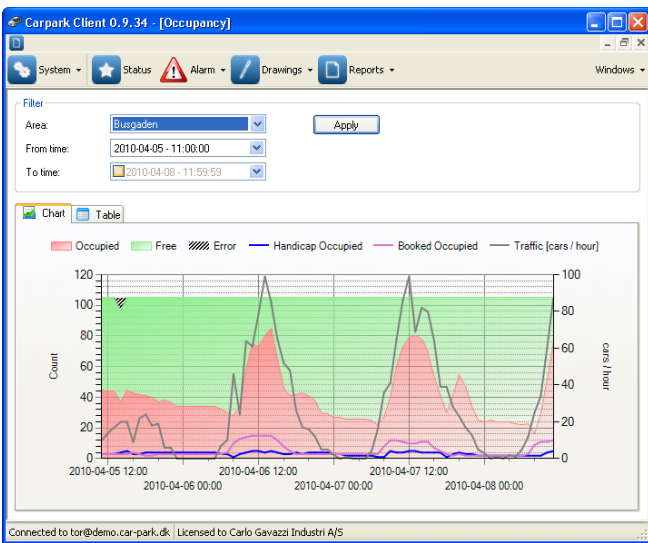 Carpark Client 0.9.34 - [Occupancy]
System Status Alarm Drawings Reports Windows
Filter
Area: Busgaden Apply
From time: 2010-04-05 - 11:00:00
To time: 2010-04-08 - 11:59:59
Chart Table
Occupied Free Error Handicap Occupied Booked Occupied Traffic [cars / hour]
120 100
100 80
80
60 60
40 40
20 20
0 0
Count
cars / hour
2010-04-05 12:00 2010-04-06 12:00 2010-04-07 12:00
2010-04-06 00:00 2010-04-07 00:00 2010-04-08 00:00
Connected to tor@demo.car-park.dk Licensed to Carlo Gavazzi Industri A/S